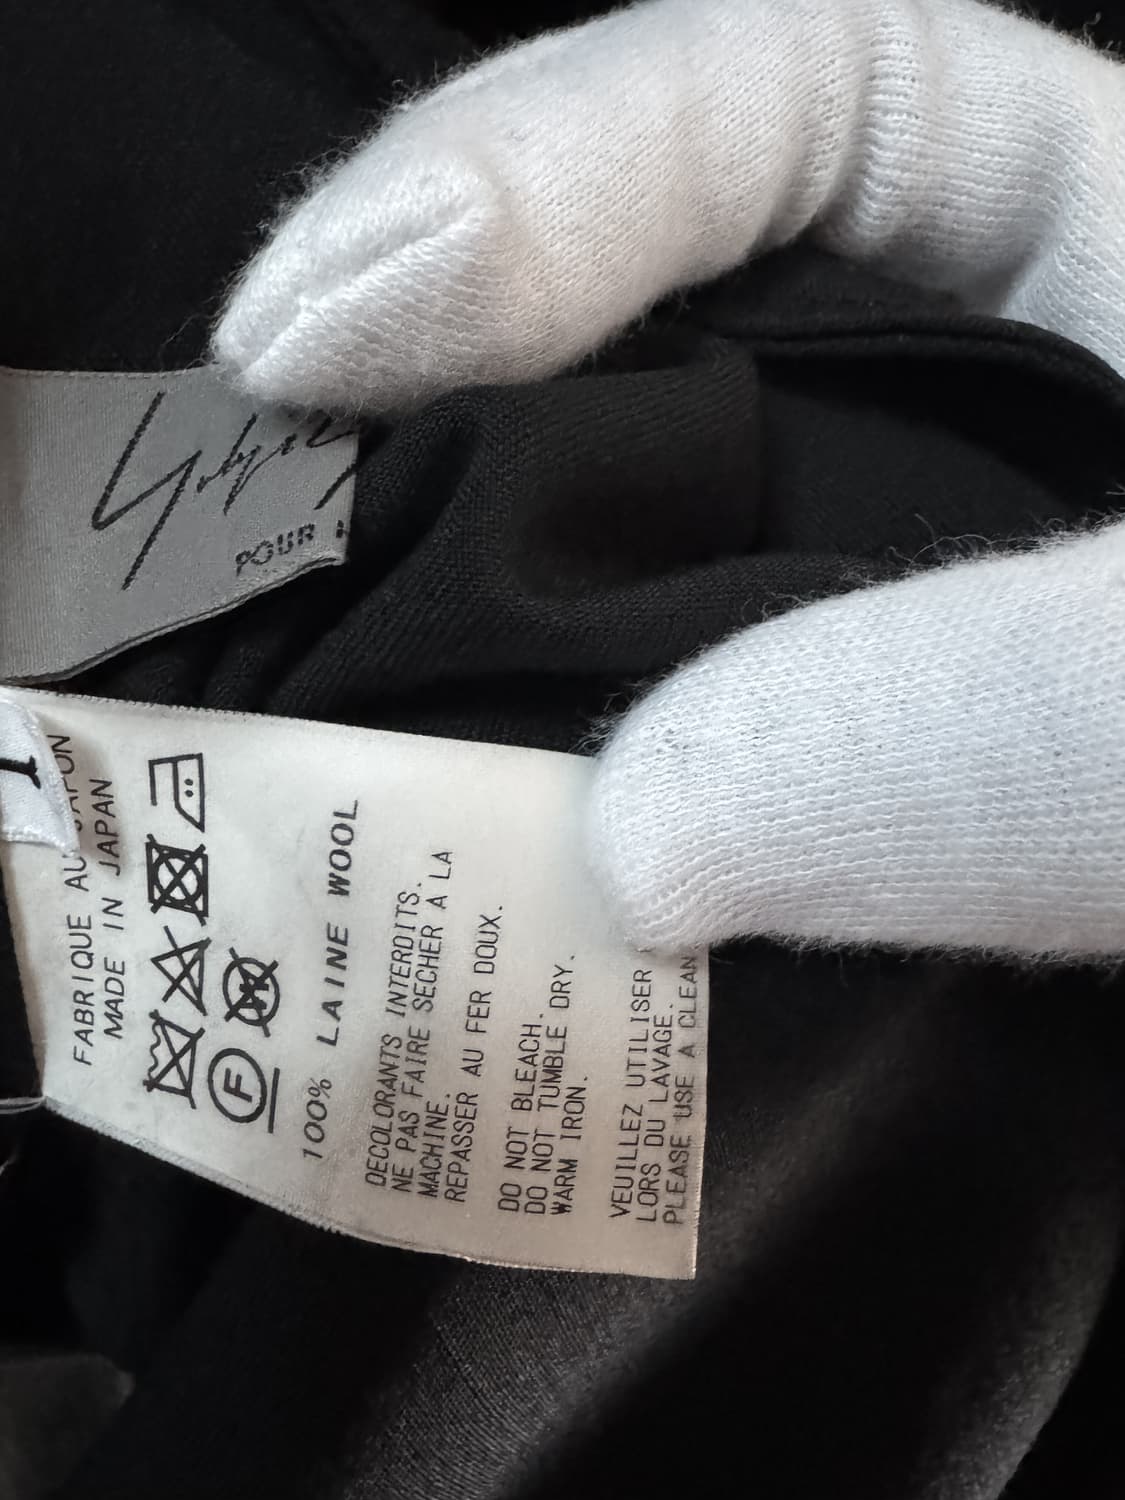 POUR
FABRIQUE AU JAPON
MADE IN JAPAN
F
W
100% LAINE WOOL
DECOLORANTS INTERDITS.
NE PAS FAIRE SECHER A LA
MACHINE.
REPASSER AU FER DOUX.
DO NOT BLEACH.
DO NOT TUMBLE DRY.
WARM IRON.
VEUILLEZ UTILISER
LORS DU LAVAGE.
PLEASE USE A CLEAN